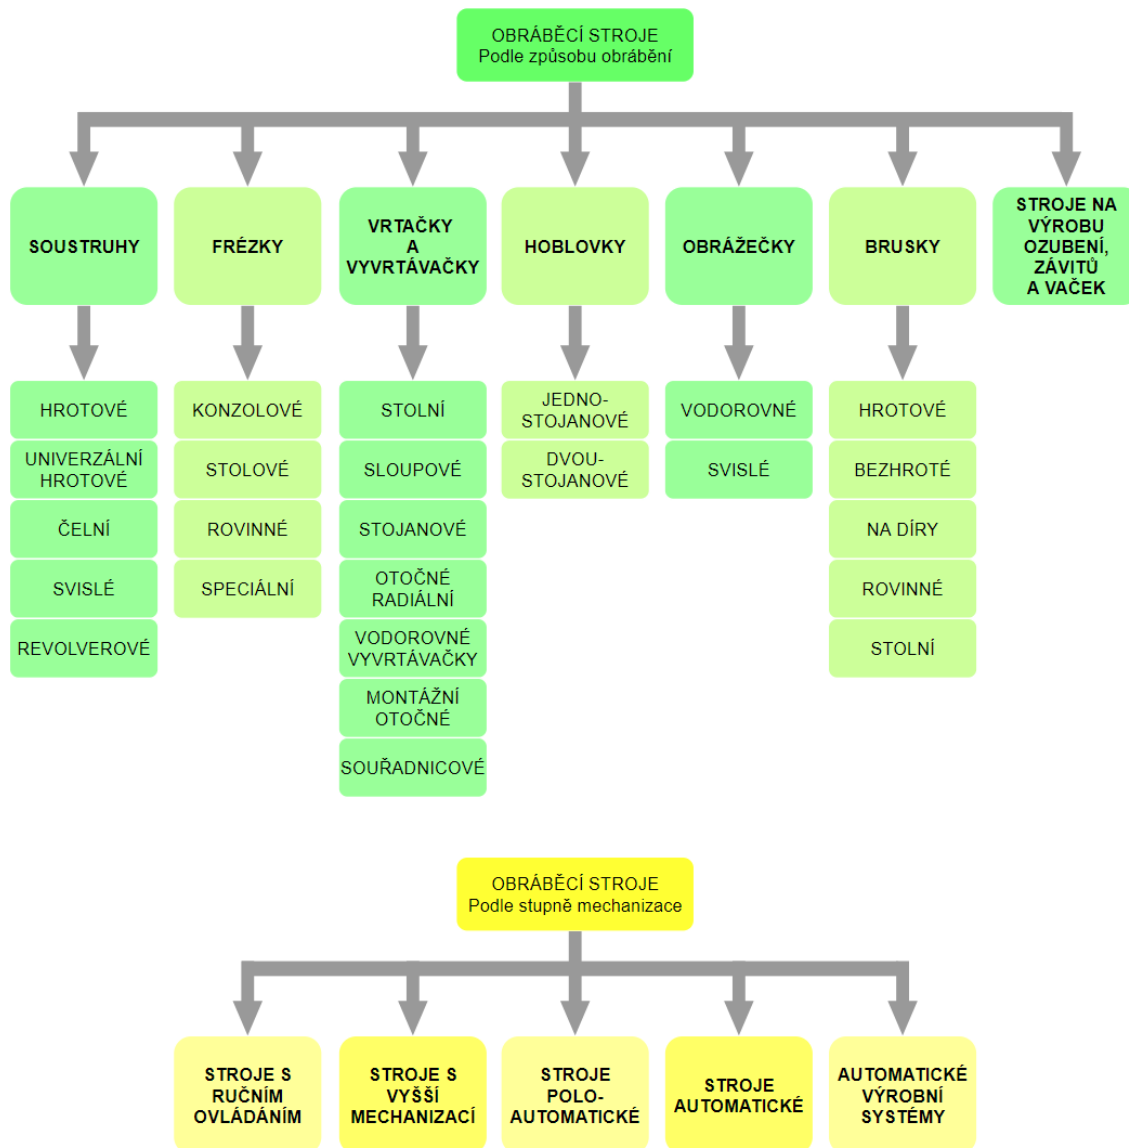 OBRÁBĚCÍ STROJE
Podle způsobu obrábění
SOUSTRUHY
FRÉZKY
VRTAČKY
A
VYVRTÁVAČKY
HOBLOVKY
OBRÁŽEČKY
BRUSKY
STROJE NA
VÝROBU
OZUBENÍ,
ZÁVITŮ
A VAČEK
HROTOVÉ
UNIVERZÁLNÍ
HROTOVÉ
ČELNÍ
SVISLÉ
REVOLVEROVÉ
KONZOLOVÉ
STOLOVÉ
ROVINNÉ
SPECIÁLNÍ
STOLNÍ
SLOUPOVÉ
STOJANOVÉ
OTOČNÉ
RADIÁLNÍ
VODOROVNÉ
VYVRTÁVAČKY
MONTÁŽNÍ
OTOČNÉ
SOUŘADNICOVÉ
JEDNO-
STOJANOVÉ
DVOU-
STOJANOVÉ
VODOROVNÉ
SVISLÉ
HROTOVÉ
BEZHROTÉ
NA DÍRY
ROVINNÉ
STOLNÍ
OBRÁBĚCÍ STROJE
Podle stupně mechanizace
STROJE S
RUČNÍM
OVLÁDÁNÍM
STROJE S
VYŠŠÍ
MECHANIZACÍ
STROJE
POLO-
AUTOMATICKÉ
STROJE
AUTOMATICKÉ
AUTOMATICKÉ
VÝROBNÍ
SYSTÉMY